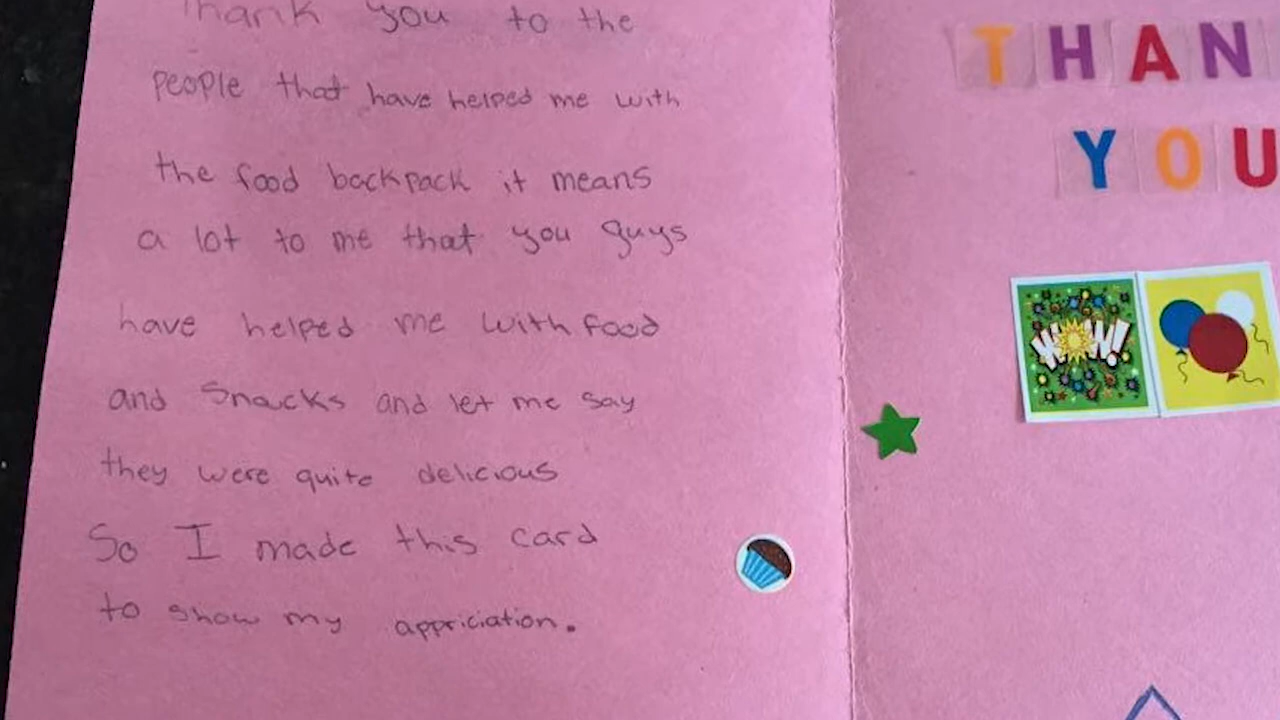 Thank you to the
people that have helped me with
the food backpack it means
a lot to me that you guys
have helped me with food
and Snacks and let me say
they were quite delicious
So I made this card
to show my appriciation.
THAN
YOU
WOW!